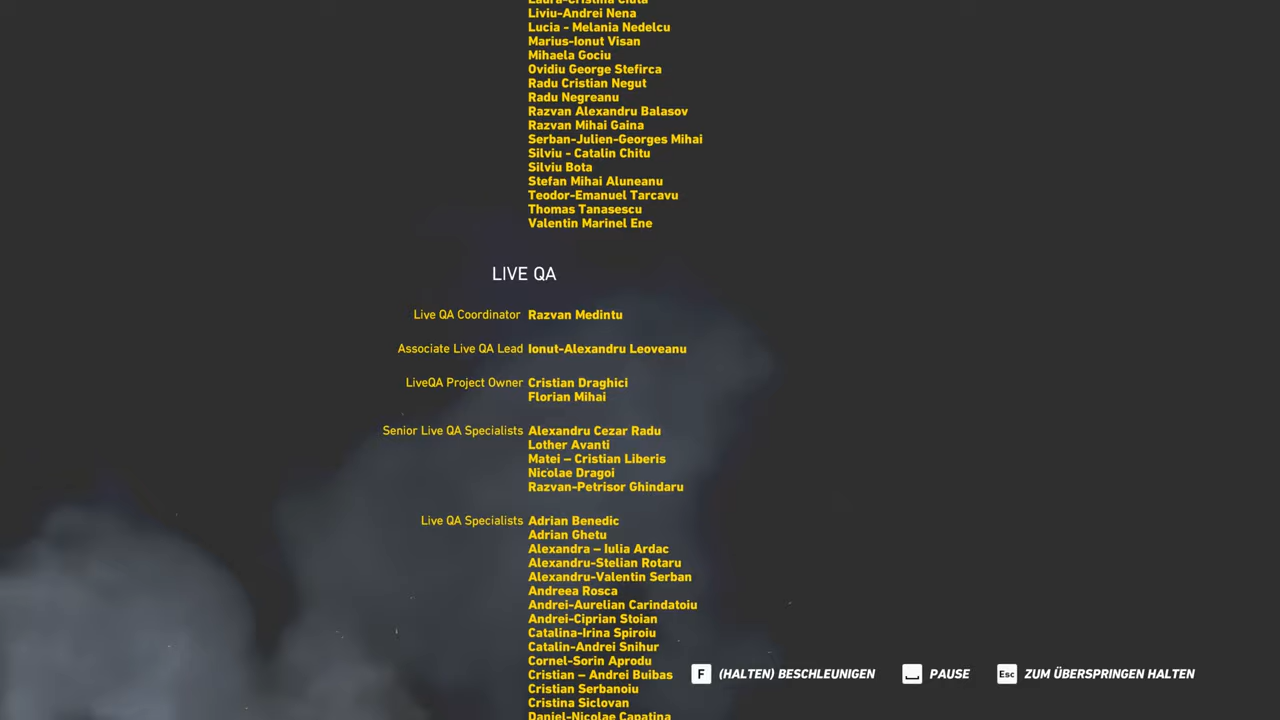 Laura-Cristina Ciuta
Liviu-Andrei Nena
Lucia - Melania Nedelcu
Marius-Ionut Visan
Mihaela Gociu
Ovidiu George Stefirca
Radu Cristian Negut
Radu Negreanu
Razvan Alexandru Balasov
Razvan Mihai Gaina
Serban-Julien-Georges Mihai
Silviu - Catalin Chitu
Silviu Bota
Stefan Mihai Aluneanu
Teodor-Emanuel Tarcavu
Thomas Tanasescu
Valentin Marinel Ene
LIVE QA
Live QA Coordinator Razvan Medintu
Associate Live QA Lead Ionut-Alexandru Leoveanu
LiveQA Project Owner Cristian Draghici
Florian Mihai
Senior Live QA Specialists Alexandru Cezar Radu
Lother Avanti
Matei – Cristian Liberis
Nicolae Dragoi
Razvan-Petrisor Ghindaru
Live QA Specialists Adrian Benedic
Adrian Ghetu
Alexandra – Iulia Ardac
Alexandru-Stelian Rotaru
Alexandru-Valentin Serban
Andreea Rosca
Andrei-Aurelian Carindatoiu
Andrei-Ciprian Stoian
Catalina-Irina Spiroiu
Catalin-Andrei Snihur
Cornel-Sorin Aprodu
Cristian – Andrei Buibas
Cristian Serbanoiu
Cristina Siclovan
Daniel-Nicolae Capatina
F (HALTEN) BESCHLEUNIGEN PAUSE Esc ZUM ÜBERSPRINGEN HALTEN